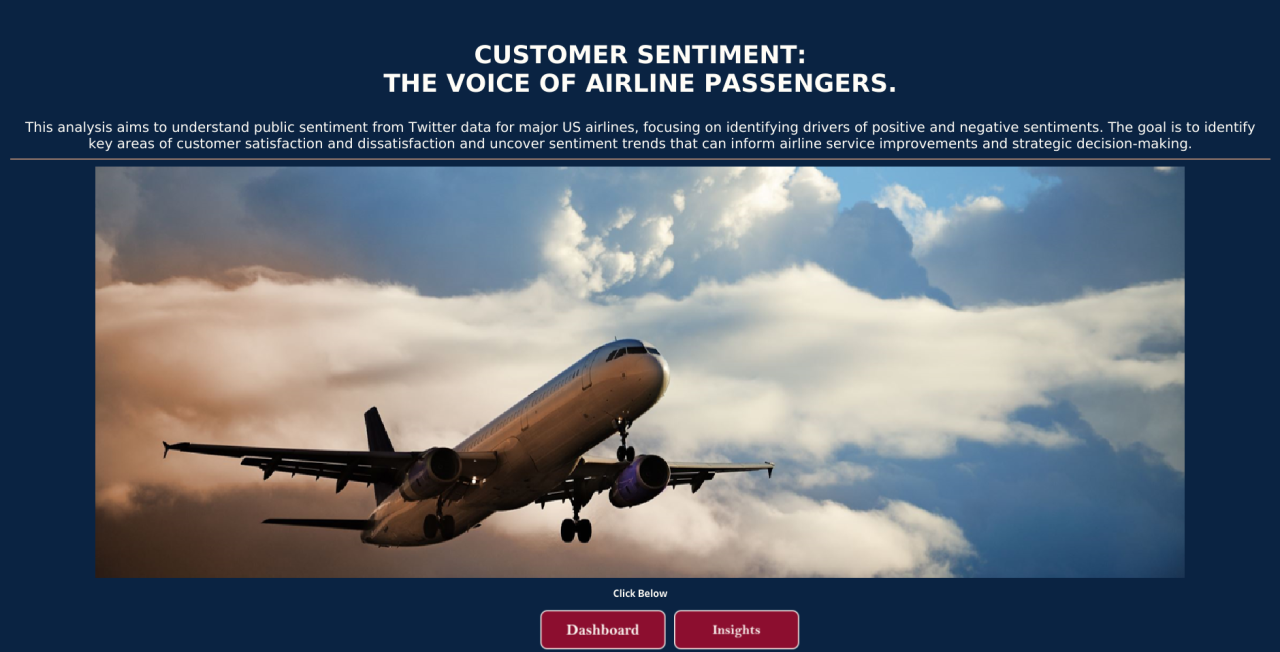 CUSTOMER SENTIMENT:
THE VOICE OF AIRLINE PASSENGERS.
This analysis aims to understand public sentiment from Twitter data for major US airlines, focusing on identifying drivers of positive and negative sentiments. The goal is to identify
key areas of customer satisfaction and dissatisfaction and uncover sentiment trends that can inform airline service improvements and strategic decision-making.
Click Below
Dashboard
Insights